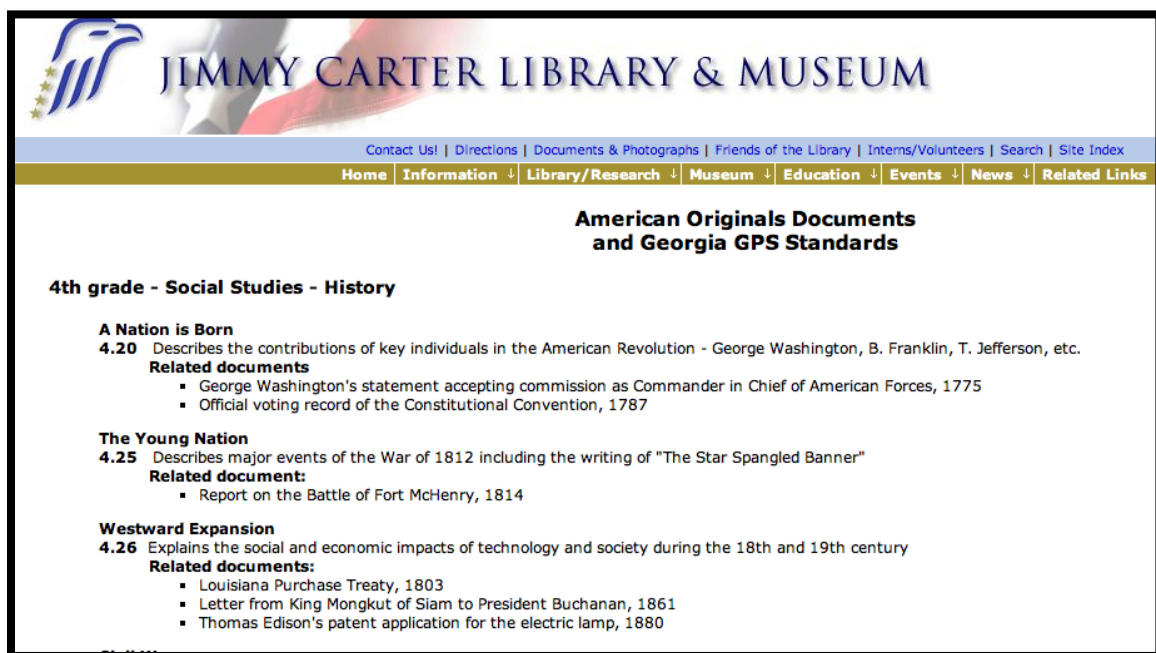 JIMMY CARTER LIBRARY & MUSEUM
Contact Us! | Directions | Documents & Photographs | Friends of the Library | Interns/Volunteers | Search | Site Index
Home | Information ↓ | Library/Research ↓ | Museum ↓ | Education ↓ | Events ↓ | News ↓ | Related Links
American Originals Documents
and Georgia GPS Standards
4th grade - Social Studies - History
A Nation is Born
4.20 Describes the contributions of key individuals in the American Revolution - George Washington, B. Franklin, T. Jefferson, etc.
Related documents
▪ George Washington's statement accepting commission as Commander in Chief of American Forces, 1775
▪ Official voting record of the Constitutional Convention, 1787
The Young Nation
4.25 Describes major events of the War of 1812 including the writing of "The Star Spangled Banner"
Related document:
▪ Report on the Battle of Fort McHenry, 1814
Westward Expansion
4.26 Explains the social and economic impacts of technology and society during the 18th and 19th century
Related documents:
▪ Louisiana Purchase Treaty, 1803
▪ Letter from King Mongkut of Siam to President Buchanan, 1861
▪ Thomas Edison's patent application for the electric lamp, 1880